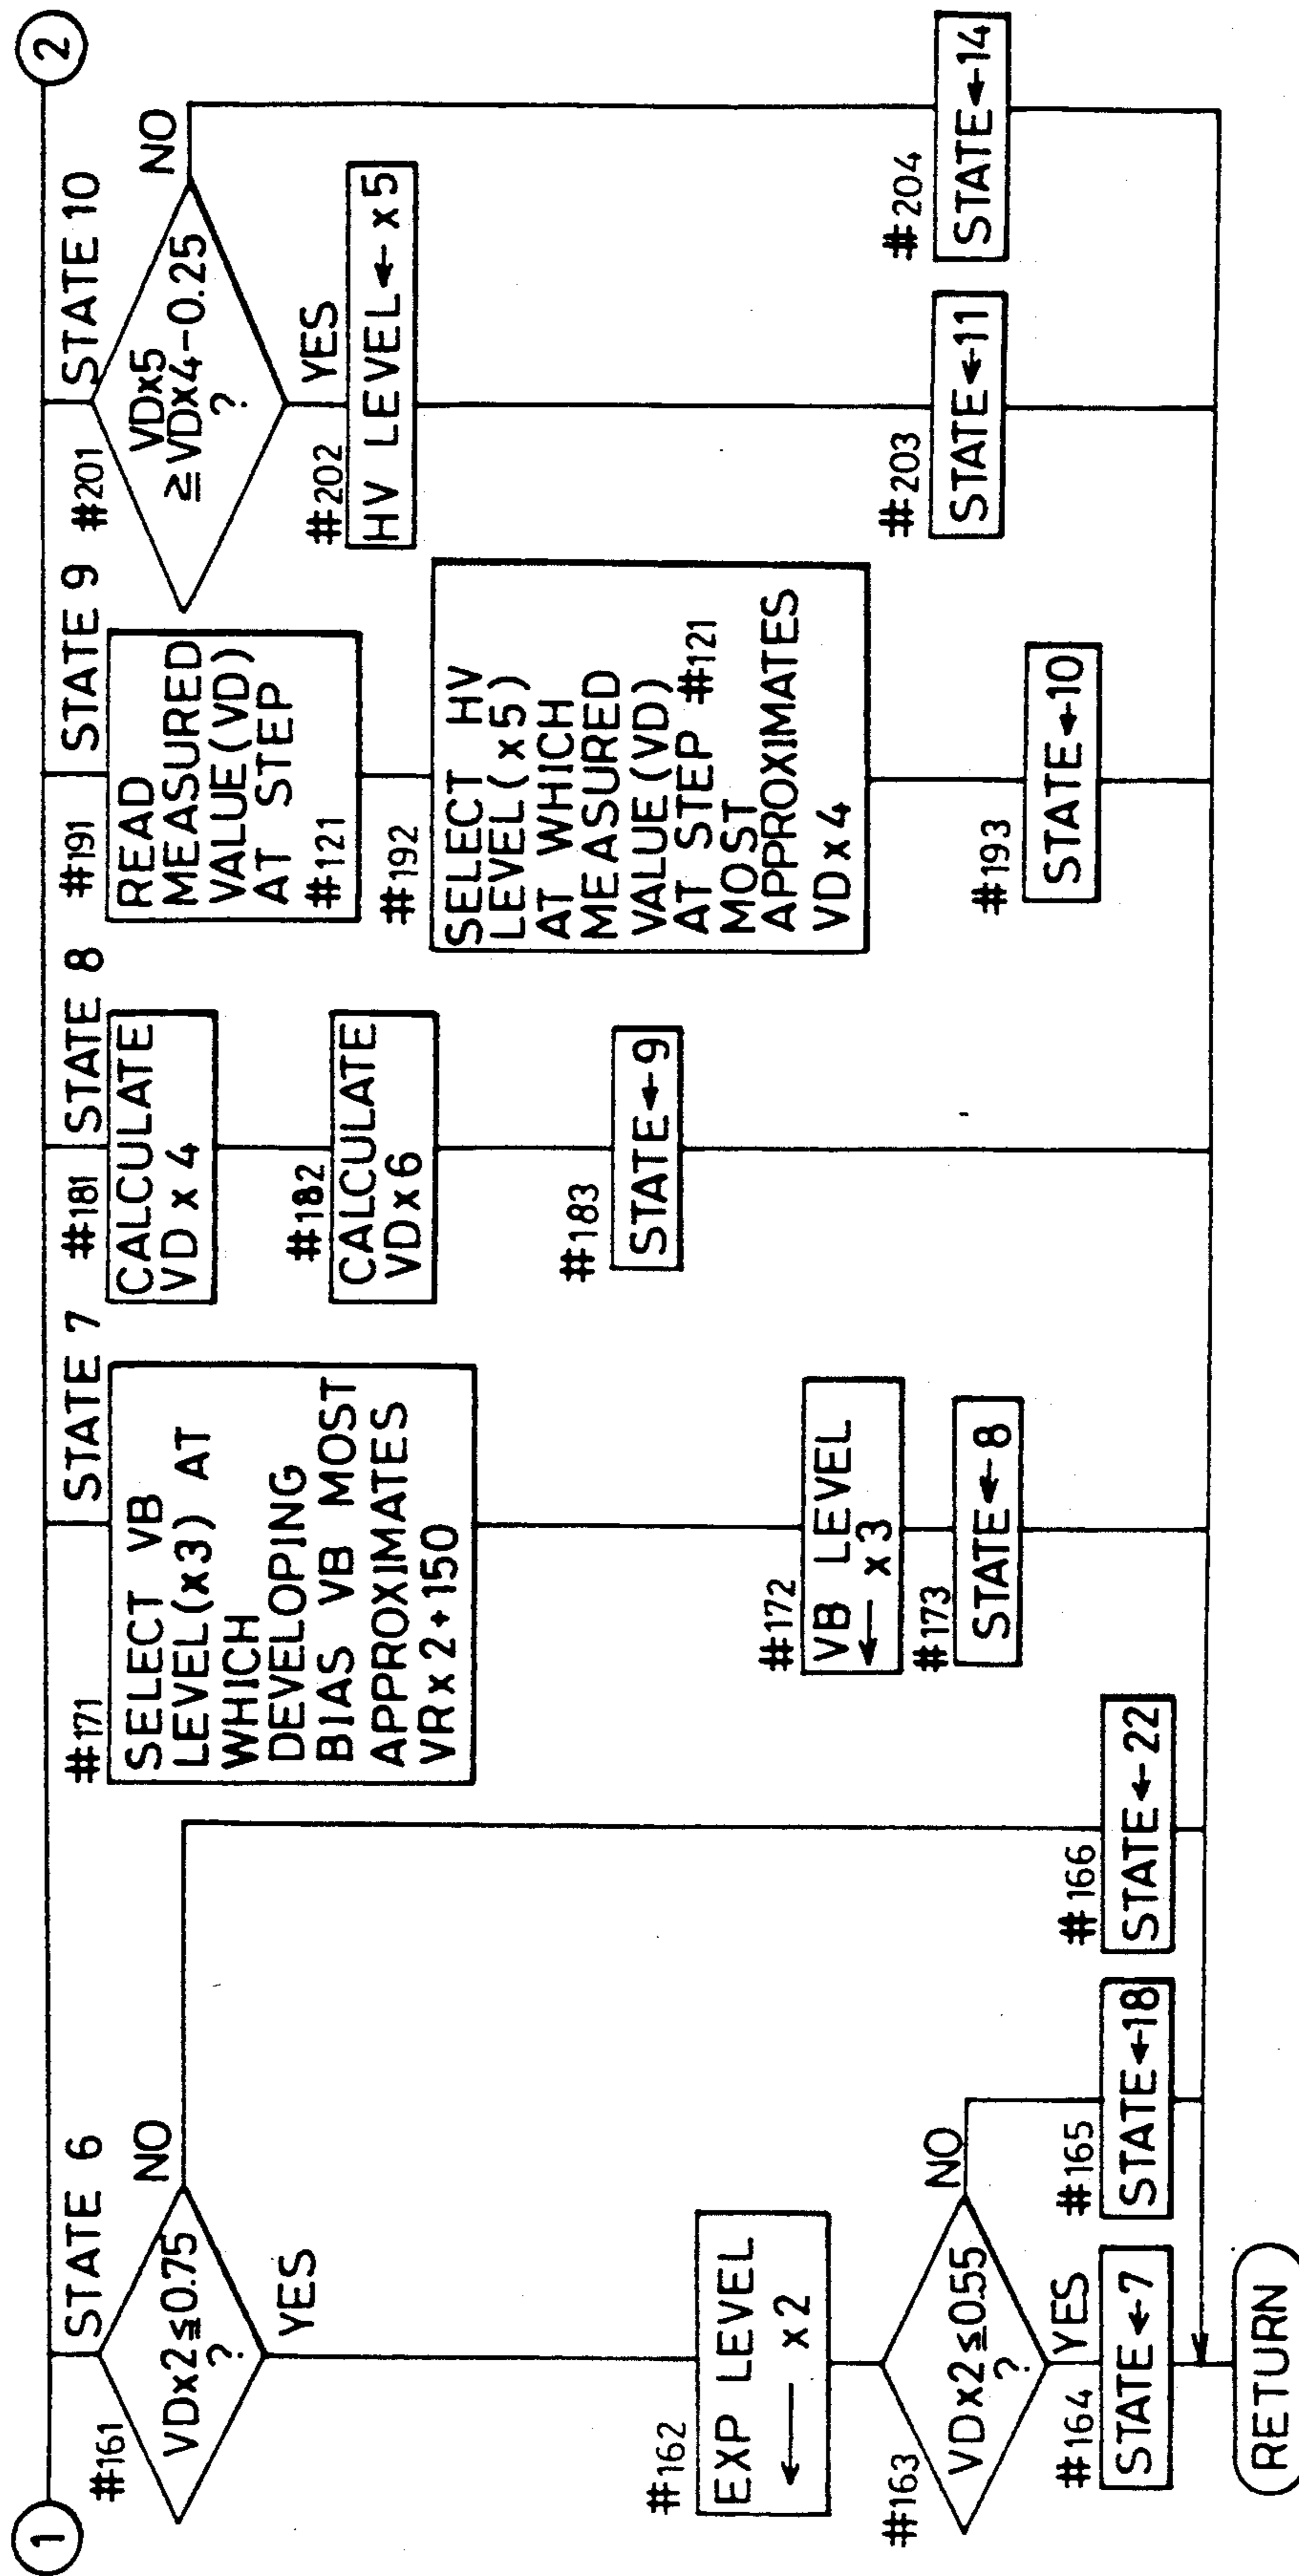 1
STATE 6
#161
VDx2≦0.75
?
NO
YES
#162
EXP LEVEL
← x2
#163
VDx2≦0.55
?
NO
YES
#164
STATE←7
#165
STATE←18
#166
STATE←22
RETURN
STATE 7
#171
SELECT VB
LEVEL(x3) AT
WHICH
DEVELOPING
BIAS VB MOST
APPROXIMATES
VRx2+150
#172
VB LEVEL
← x3
#173
STATE←8
STATE 8
#181
CALCULATE
VDx4
#182
CALCULATE
VDx6
#183
STATE←9
STATE 9
#191
READ
MEASURED
VALUE(VD)
AT STEP
#121
#192
SELECT HV
LEVEL(x5)
AT WHICH
MEASURED
VALUE(VD)
AT STEP #121
MOST
APPROXIMATES
VDx4
#193
STATE←10
STATE 10
#201
VDx5
≧VDx4-0.25
?
NO
YES
#202
HV LEVEL←x5
#203
STATE←11
#204
STATE←14
2